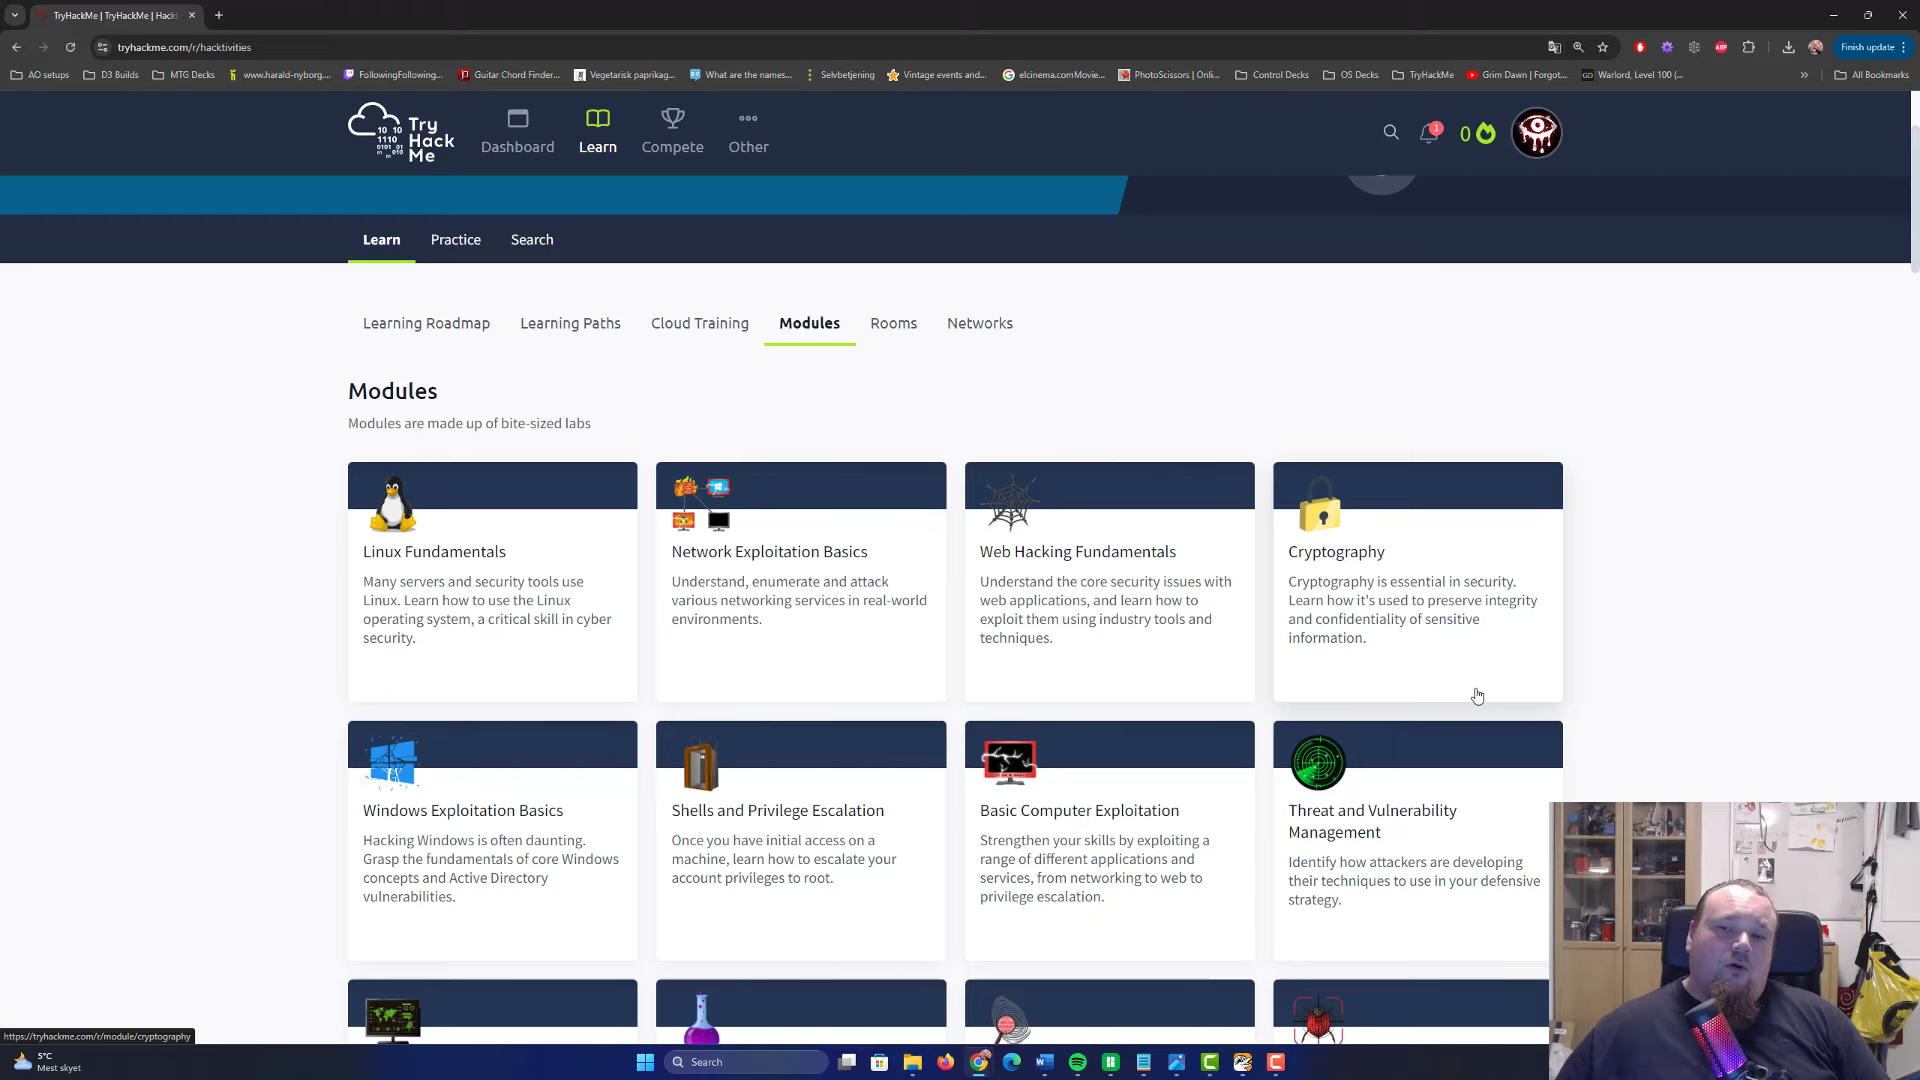 TryHackMe | TryHackMe | Hack
tryhackme.com/r/hacktivities
Finish update
AO setups
D3 Builds
MTG Decks
www.harald-nyborg....
FollowingFollowing...
Guitar Chord Finder...
Vegetarisk paprikag...
What are the names...
Selvbetjening
Vintage events and...
elcinema.comMovie...
PhotoScissors | Onli...
Control Decks
OS Decks
TryHackMe
Grim Dawn | Forgot...
Warlord, Level 100 (...
All Bookmarks
Try
Hack
Me
Dashboard
Learn
Compete
Other
1
0
Learn
Practice
Search
Learning Roadmap
Learning Paths
Cloud Training
Modules
Rooms
Networks
Modules
Modules are made up of bite-sized labs
Linux Fundamentals
Many servers and security tools use
Linux. Learn how to use the Linux
operating system, a critical skill in cyber
security.
Network Exploitation Basics
Understand, enumerate and attack
various networking services in real-world
environments.
Web Hacking Fundamentals
Understand the core security issues with
web applications, and learn how to
exploit them using industry tools and
techniques.
Cryptography
Cryptography is essential in security.
Learn how it's used to preserve integrity
and confidentiality of sensitive
information.
Windows Exploitation Basics
Hacking Windows is often daunting.
Grasp the fundamentals of core Windows
concepts and Active Directory
vulnerabilities.
Shells and Privilege Escalation
Once you have initial access on a
machine, learn how to escalate your
account privileges to root.
Basic Computer Exploitation
Strengthen your skills by exploiting a
range of different applications and
services, from networking to web to
privilege escalation.
Threat and Vulnerability
Management
Identify how attackers are developing
their techniques to use in your defensive
strategy.
https://tryhackme.com/r/module/cryptography
5°C
Mest skyet
Search